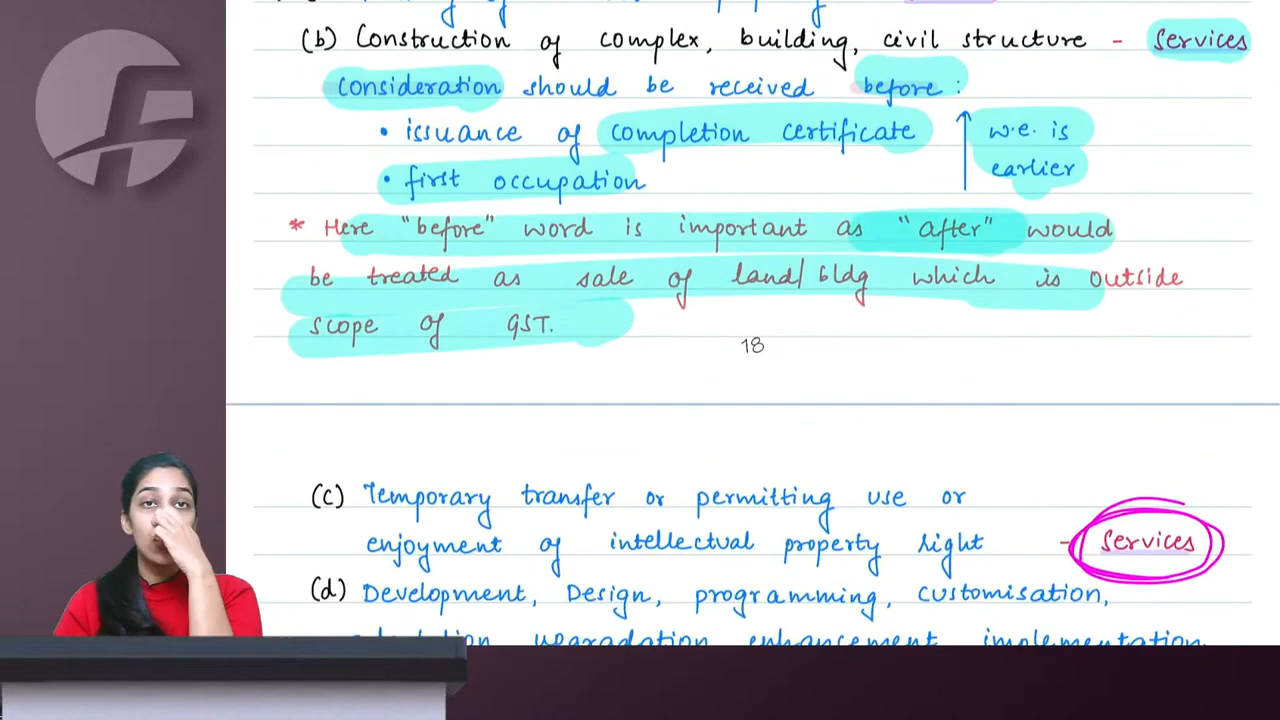 (b) Construction of complex, building, civil structure - Services
consideration should be received before :
• issuance of completion certificate
w.e. is
• first occupation
earlier
* Here "before" word is important as "after" would
be treated as sale of land/bldg which is outside
scope of GST.
18
(c) Temporary transfer or permitting use or
enjoyment of intellectual property right - Services
(d) Development, Design, programming, customisation,
upgradation enhancement implementation